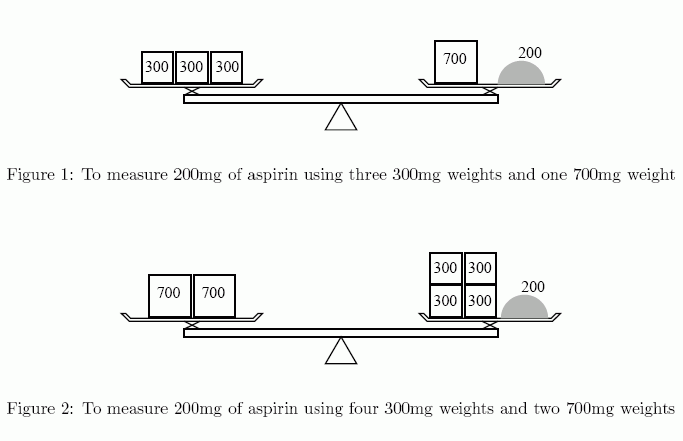 300 300 300 700 200
Figure 1: To measure 200mg of aspirin using three 300mg weights and one 700mg weight
300 300
700 700 300 300 200
Figure 2: To measure 200mg of aspirin using four 300mg weights and two 700mg weights